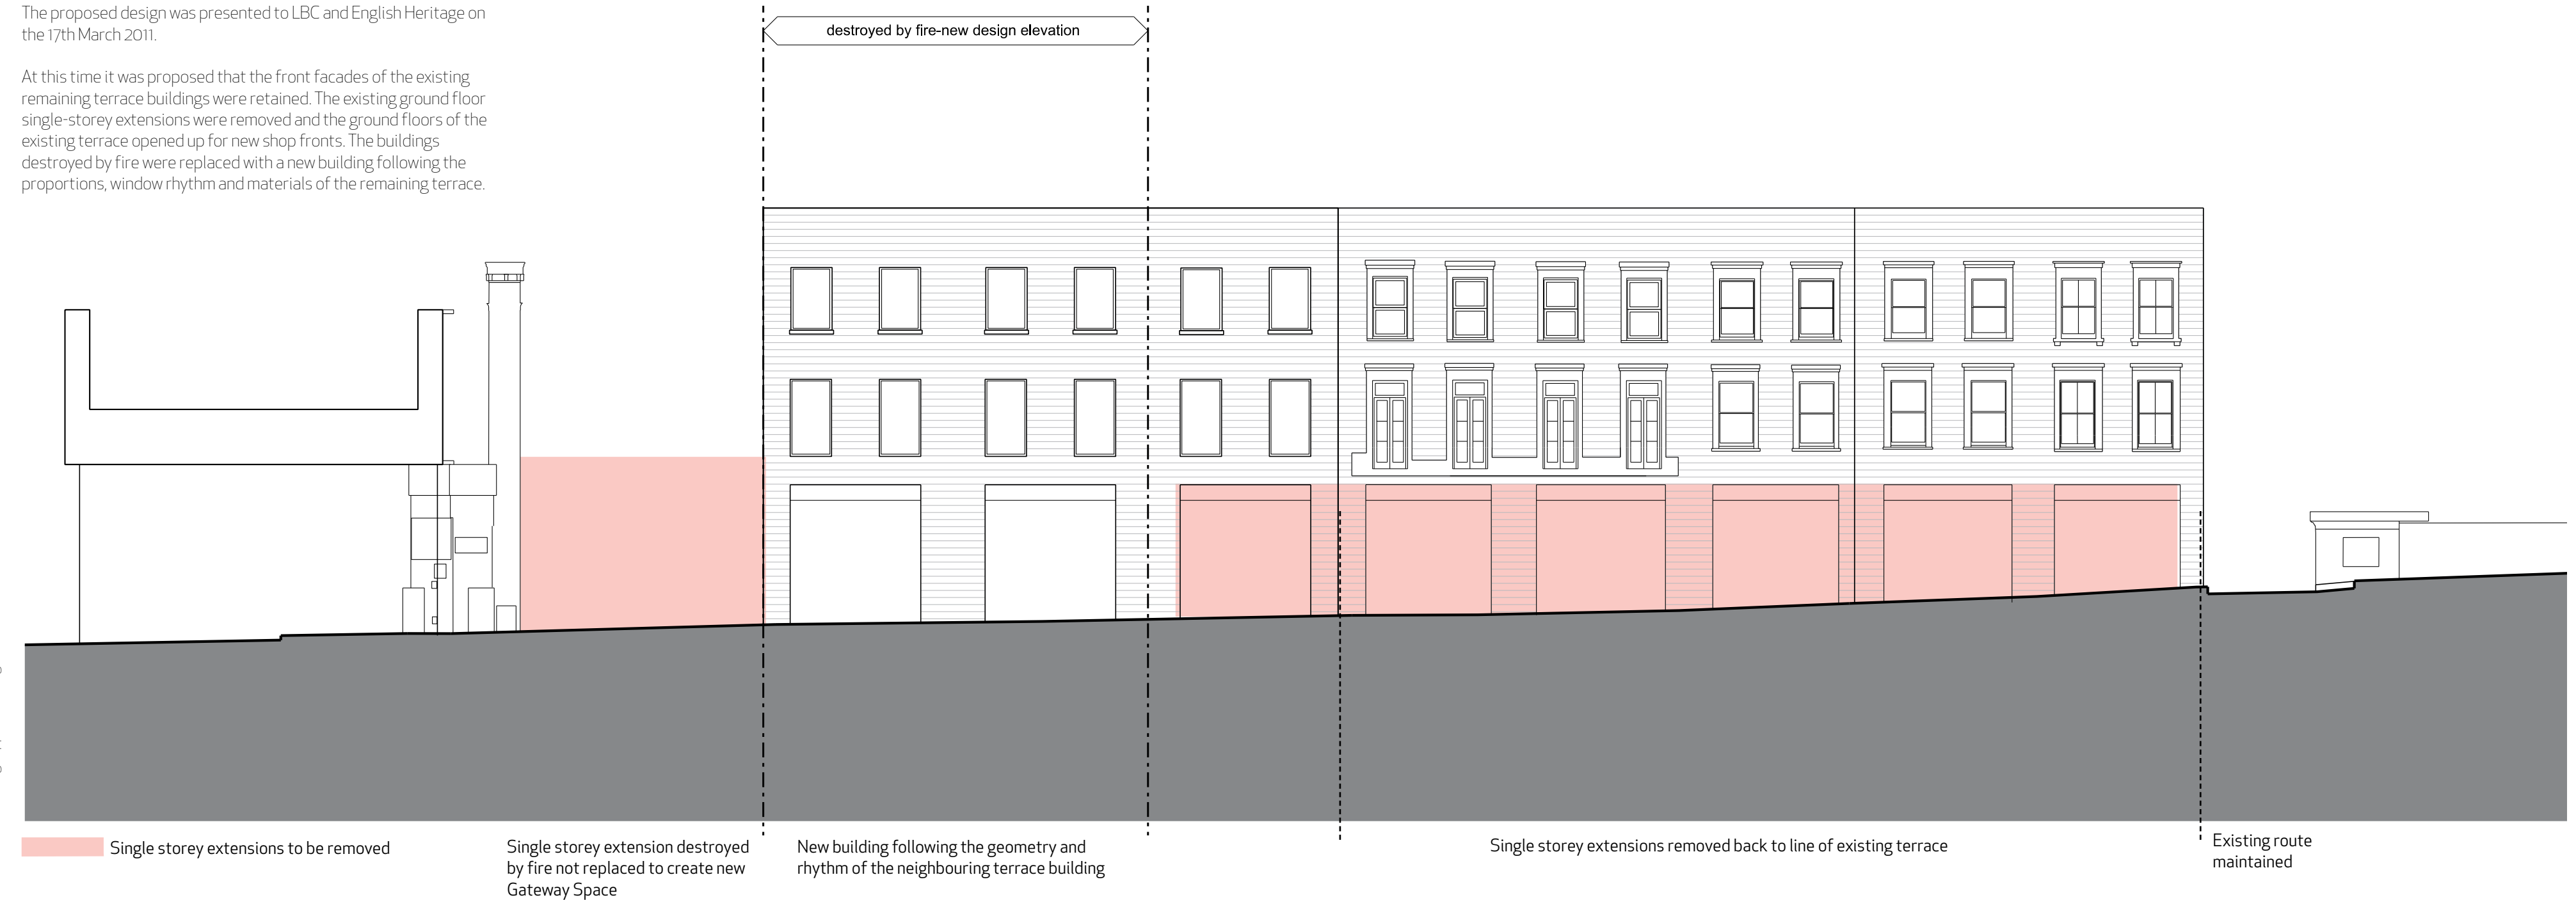 The proposed design was presented to LBC and English Heritage on
the 17th March 2011.
At this time it was proposed that the front facades of the existing
remaining terrace buildings were retained. The existing ground floor
single-storey extensions were removed and the ground floors of the
existing terrace opened up for new shop fronts. The buildings
destroyed by fire were replaced with a new building following the
proportions, window rhythm and materials of the remaining terrace.
destroyed by fire-new design elevation
Single storey extensions to be removed
Single storey extension destroyed
by fire not replaced to create new
Gateway Space
New building following the geometry and
rhythm of the neighbouring terrace building
Single storey extensions removed back to line of existing terrace
Existing route
maintained